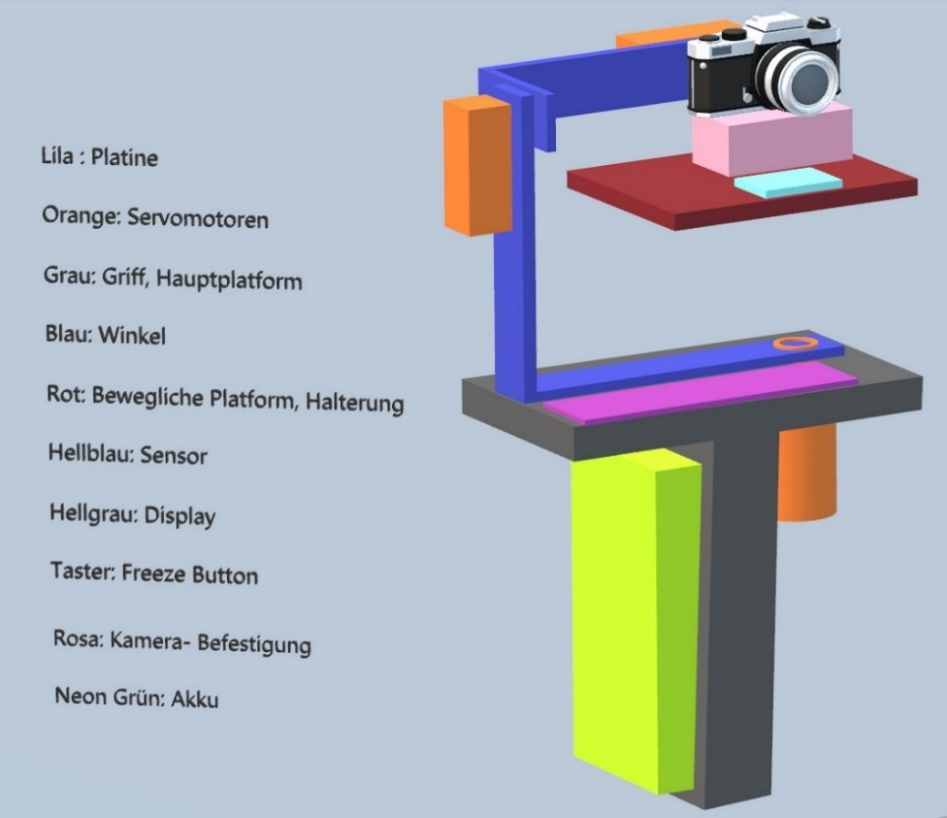 Lila : Platine
Orange: Servomotoren
Grau: Griff, Hauptplatform
Blau: Winkel
Rot: Bewegliche Platform, Halterung
Hellblau: Sensor
Hellgrau: Display
Taster: Freeze Button
Rosa: Kamera- Befestigung
Neon Grün: Akku